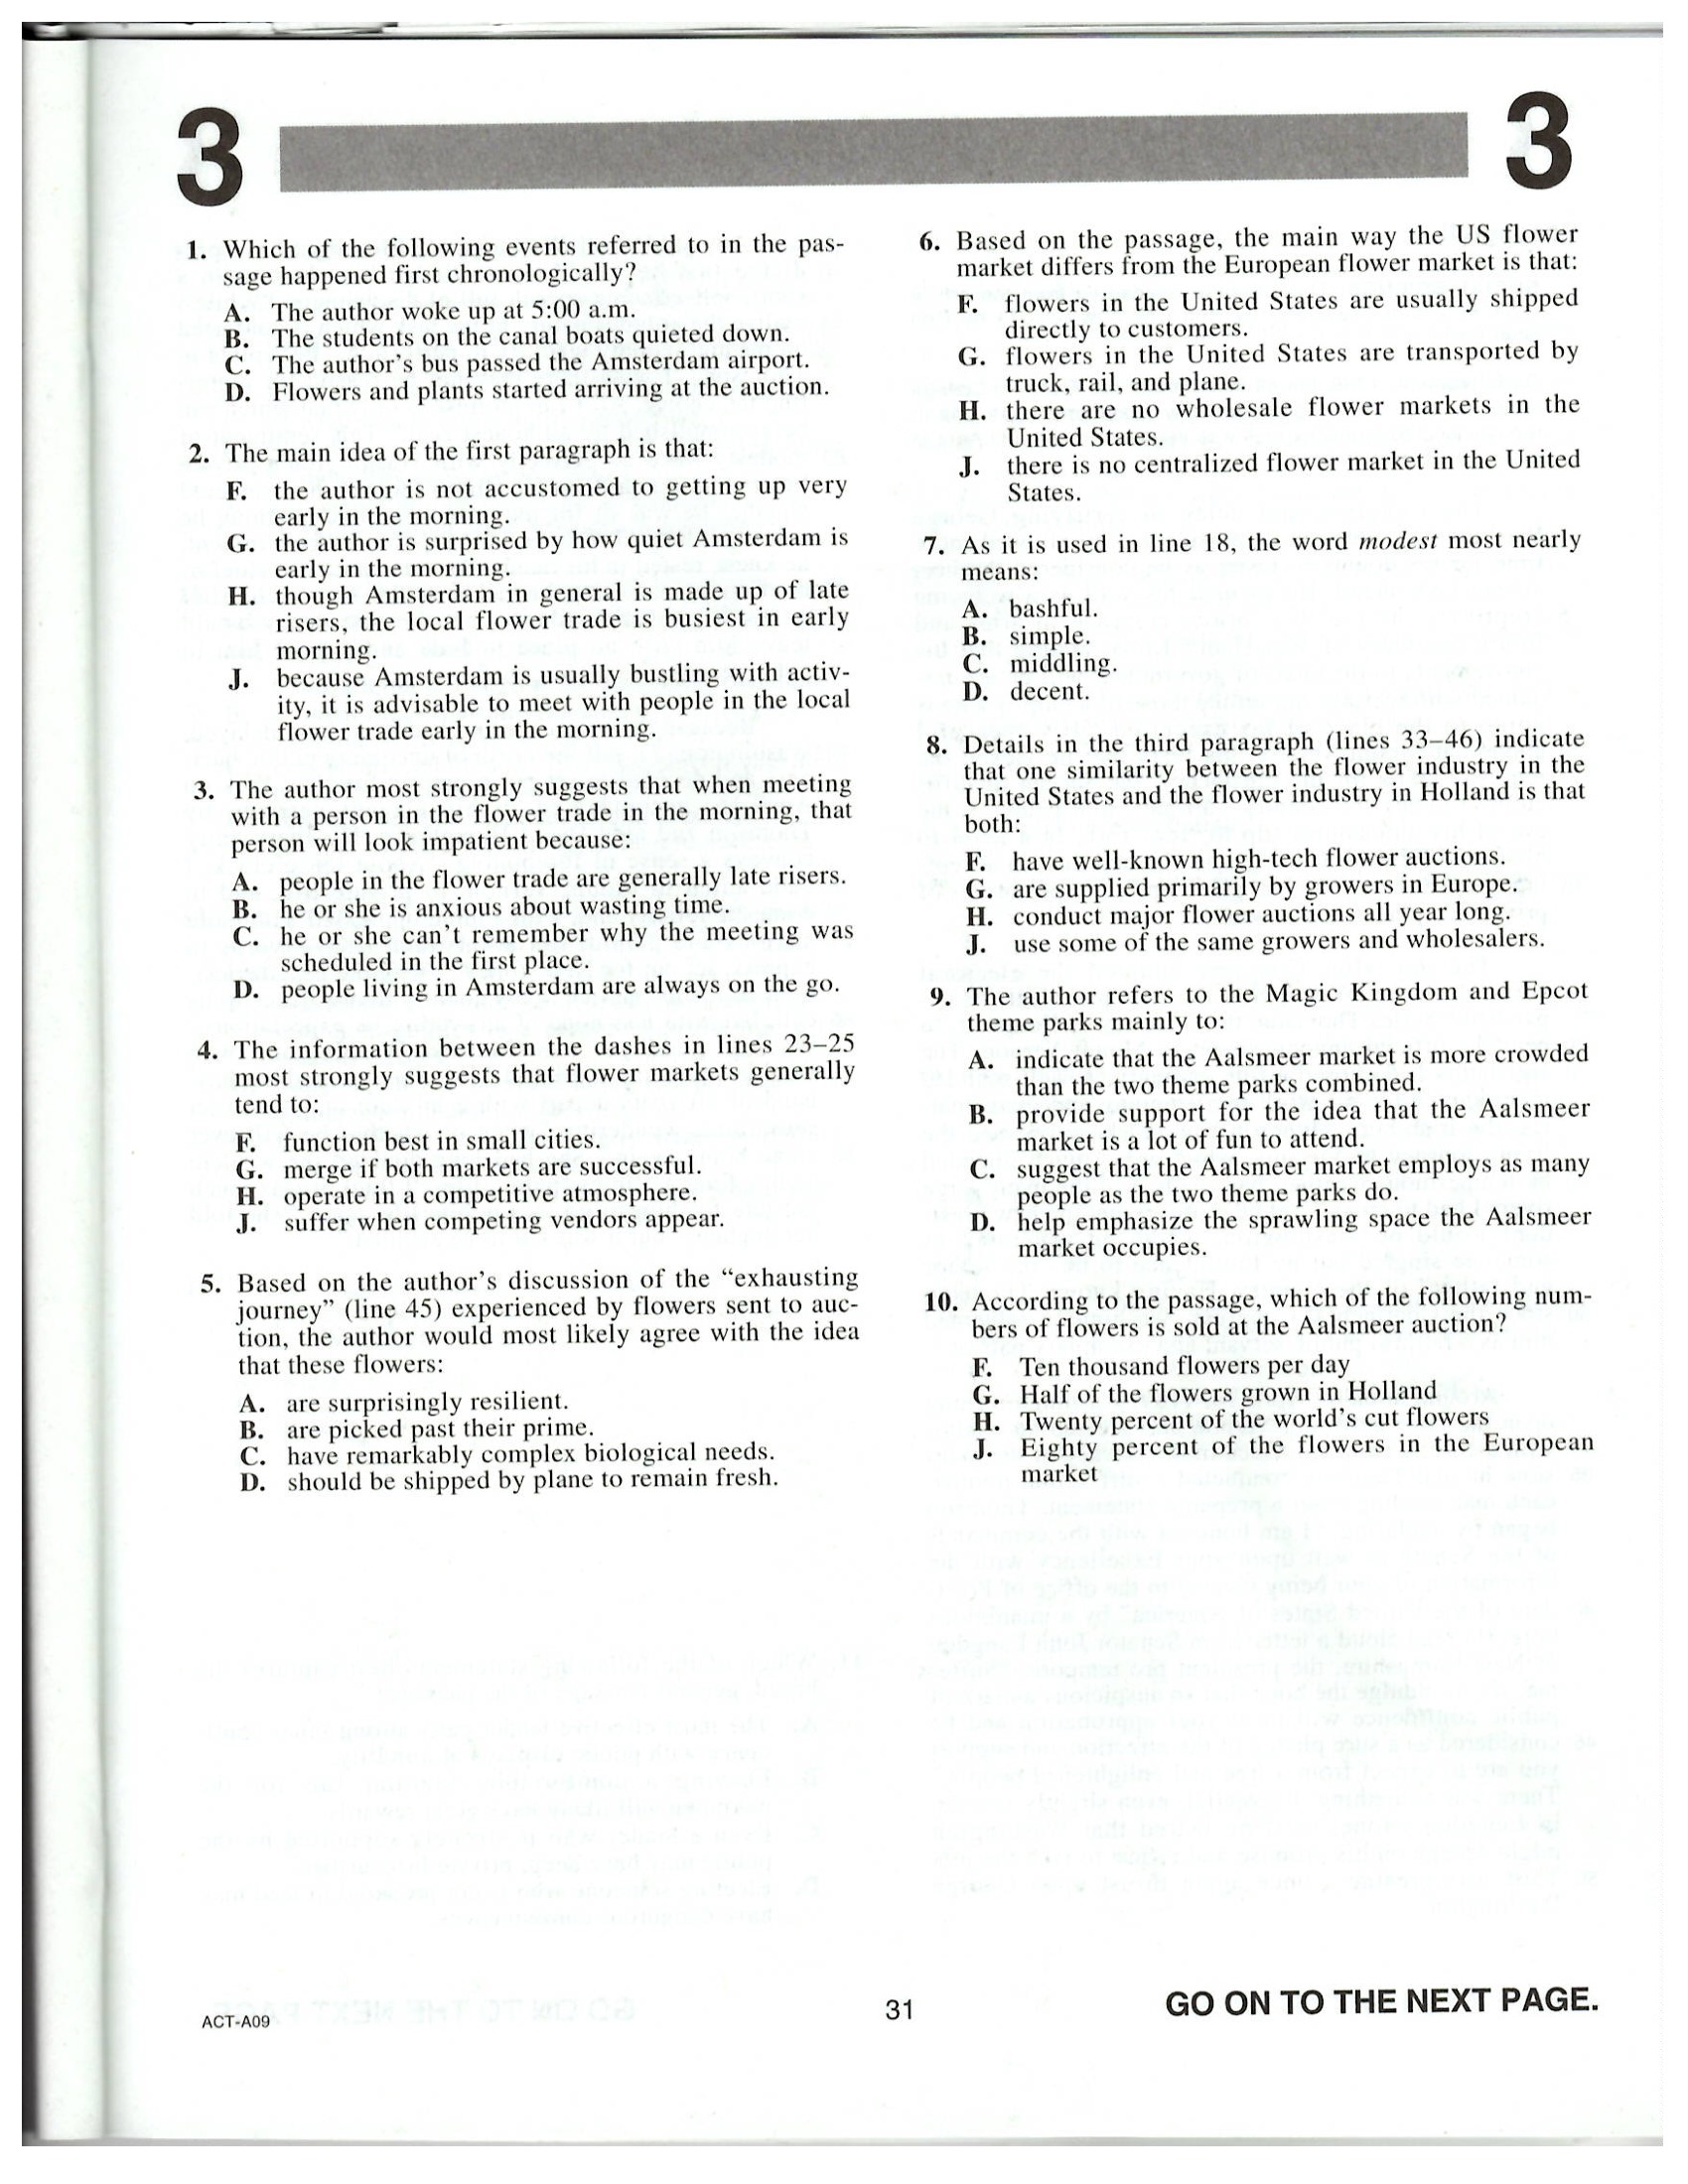 3
3
1. Which of the following events referred to in the pas-
sage happened first chronologically?
A. The author woke up at 5:00 a.m.
B. The students on the canal boats quieted down.
C. The author's bus passed the Amsterdam airport.
D. Flowers and plants started arriving at the auction.
2. The main idea of the first paragraph is that:
F. the author is not accustomed to getting up very
early in the morning.
G. the author is surprised by how quiet Amsterdam is
early in the morning.
H. though Amsterdam in general is made up of late
risers, the local flower trade is busiest in early
morning.
J. because Amsterdam is usually bustling with activ-
ity, it is advisable to meet with people in the local
flower trade early in the morning.
3. The author most strongly suggests that when meeting
with a person in the flower trade in the morning, that
person will look impatient because:
A. people in the flower trade are generally late risers.
B. he or she is anxious about wasting time.
C. he or she can't remember why the meeting was
scheduled in the first place.
D. people living in Amsterdam are always on the go.
4. The information between the dashes in lines 23–25
most strongly suggests that flower markets generally
tend to:
F. function best in small cities.
G. merge if both markets are successful.
H. operate in a competitive atmosphere.
J. suffer when competing vendors appear.
5. Based on the author's discussion of the “exhausting
journey” (line 45) experienced by flowers sent to auc-
tion, the author would most likely agree with the idea
that these flowers:
A. are surprisingly resilient.
B. are picked past their prime.
C. have remarkably complex biological needs.
D. should be shipped by plane to remain fresh.
6. Based on the passage, the main way the US flower
market differs from the European flower market is that:
F. flowers in the United States are usually shipped
directly to customers.
G. flowers in the United States are transported by
truck, rail, and plane.
H. there are no wholesale flower markets in the
United States.
J. there is no centralized flower market in the United
States.
7. As it is used in line 18, the word modest most nearly
means:
A. bashful.
B. simple.
C. middling.
D. decent.
8. Details in the third paragraph (lines 33–46) indicate
that one similarity between the flower industry in the
United States and the flower industry in Holland is that
both:
F. have well-known high-tech flower auctions.
G. are supplied primarily by growers in Europe.
H. conduct major flower auctions all year long.
J. use some of the same growers and wholesalers.
9. The author refers to the Magic Kingdom and Epcot
theme parks mainly to:
A. indicate that the Aalsmeer market is more crowded
than the two theme parks combined.
B. provide support for the idea that the Aalsmeer
market is a lot of fun to attend.
C. suggest that the Aalsmeer market employs as many
people as the two theme parks do.
D. help emphasize the sprawling space the Aalsmeer
market occupies.
10. According to the passage, which of the following num-
bers of flowers is sold at the Aalsmeer auction?
F. Ten thousand flowers per day
G. Half of the flowers grown in Holland
H. Twenty percent of the world's cut flowers
J. Eighty percent of the flowers in the European
market
ACT-A09
31
GO ON TO THE NEXT PAGE.